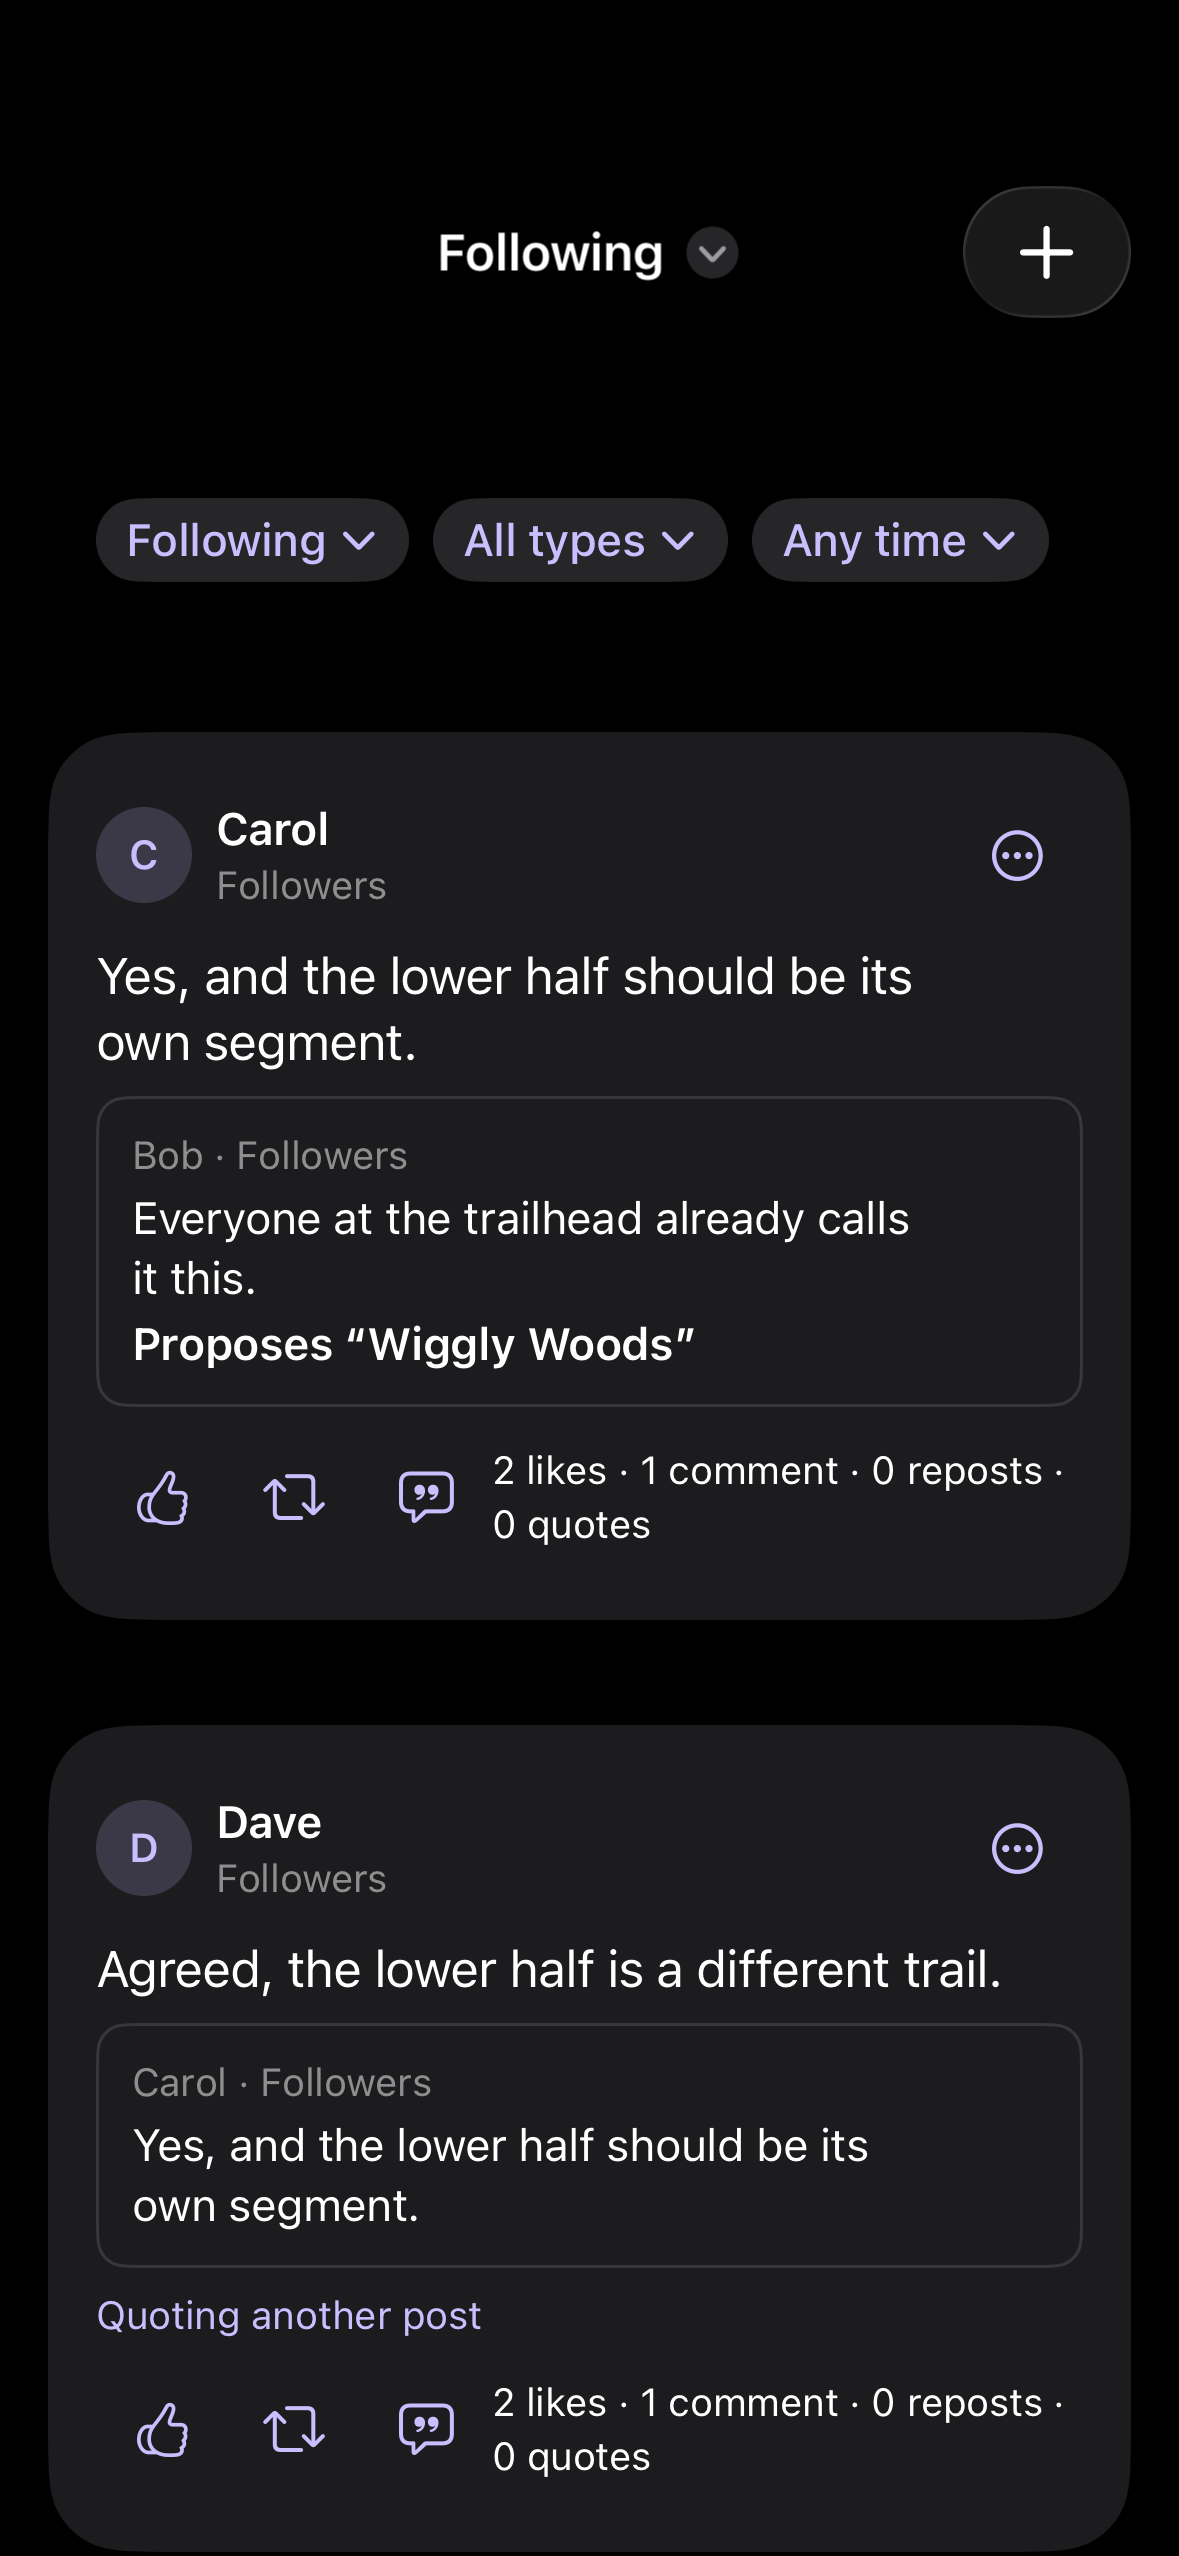 Following
Following
All types
Any time
C
Carol
Followers
Yes, and the lower half should be its
own segment.
Bob · Followers
Everyone at the trailhead already calls
it this.
Proposes “Wiggly Woods”
2 likes · 1 comment · 0 reposts ·
0 quotes
D
Dave
Followers
Agreed, the lower half is a different trail.
Carol · Followers
Yes, and the lower half should be its
own segment.
Quoting another post
2 likes · 1 comment · 0 reposts ·
0 quotes